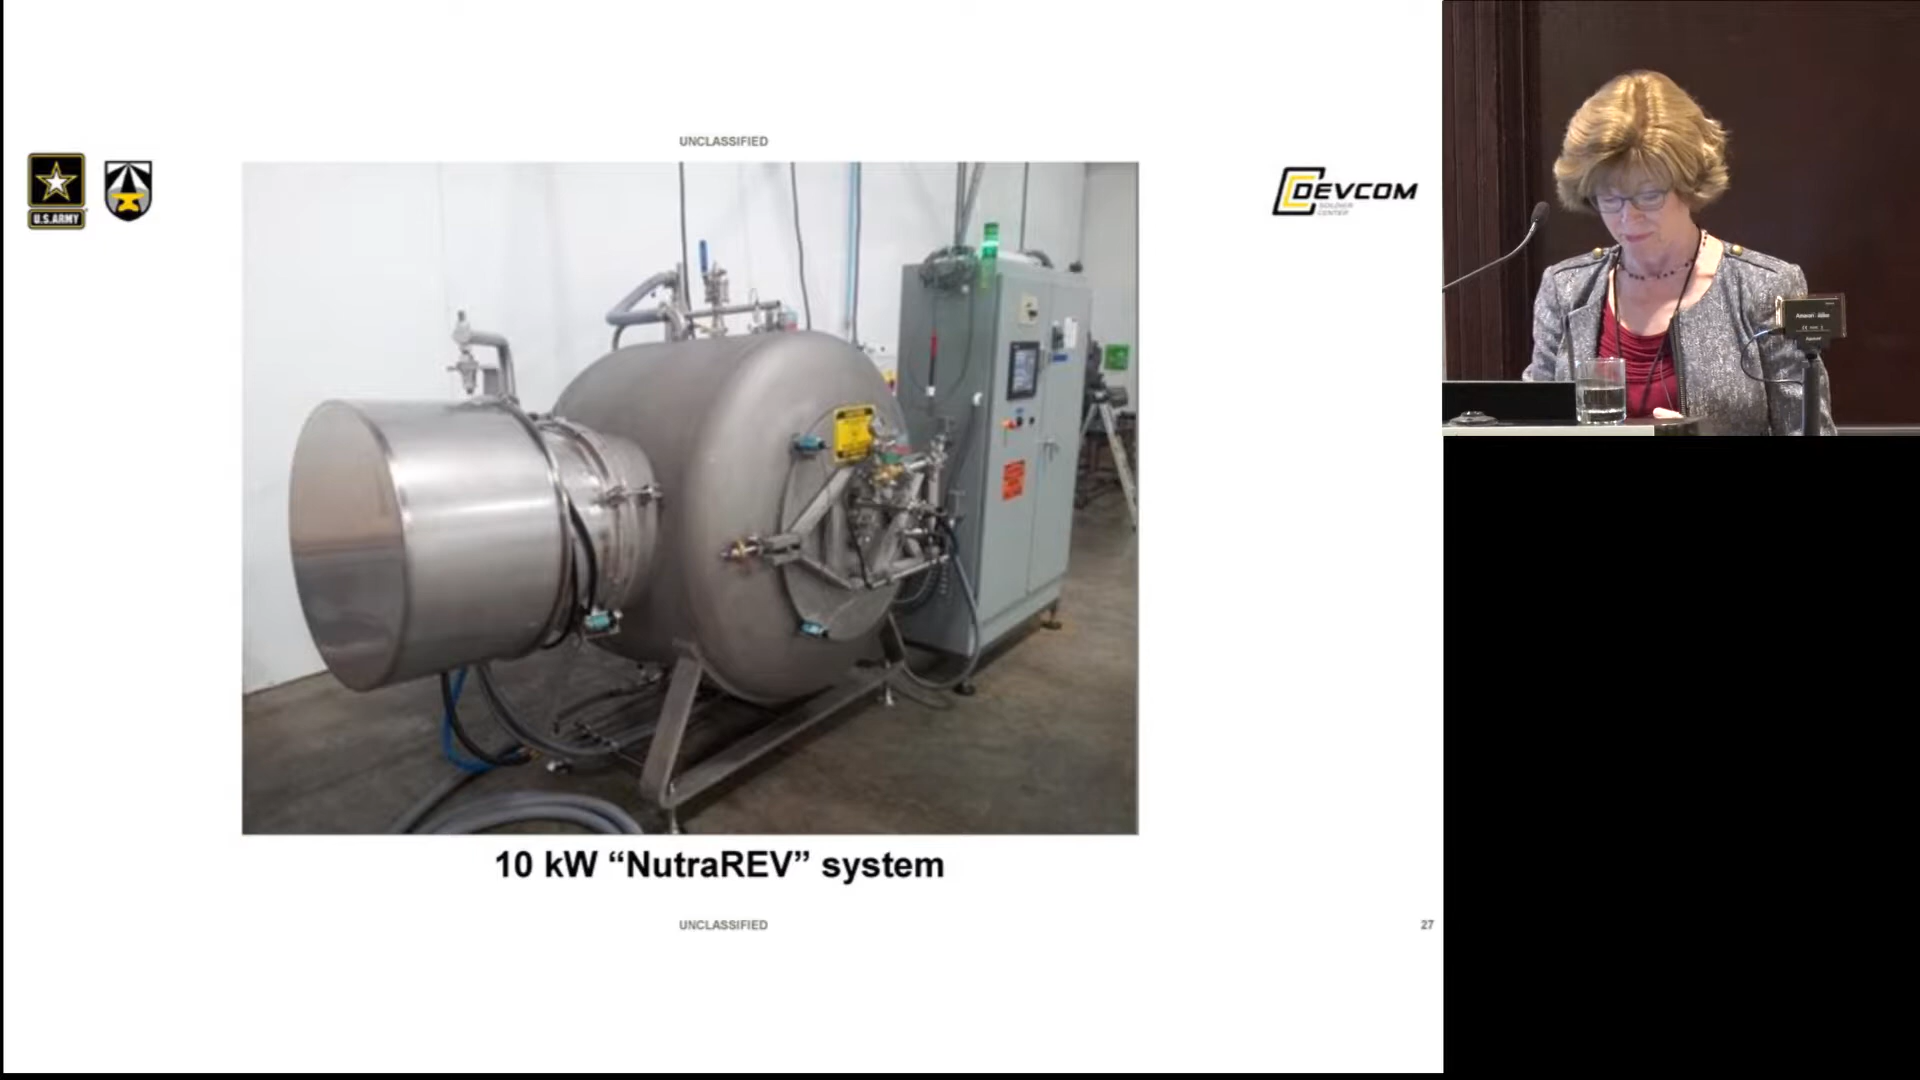 UNCLASSIFIED
U.S.ARMY
DEVCOM
SOLDIER
CENTER
10 kW “NutraREV” system
UNCLASSIFIED
27